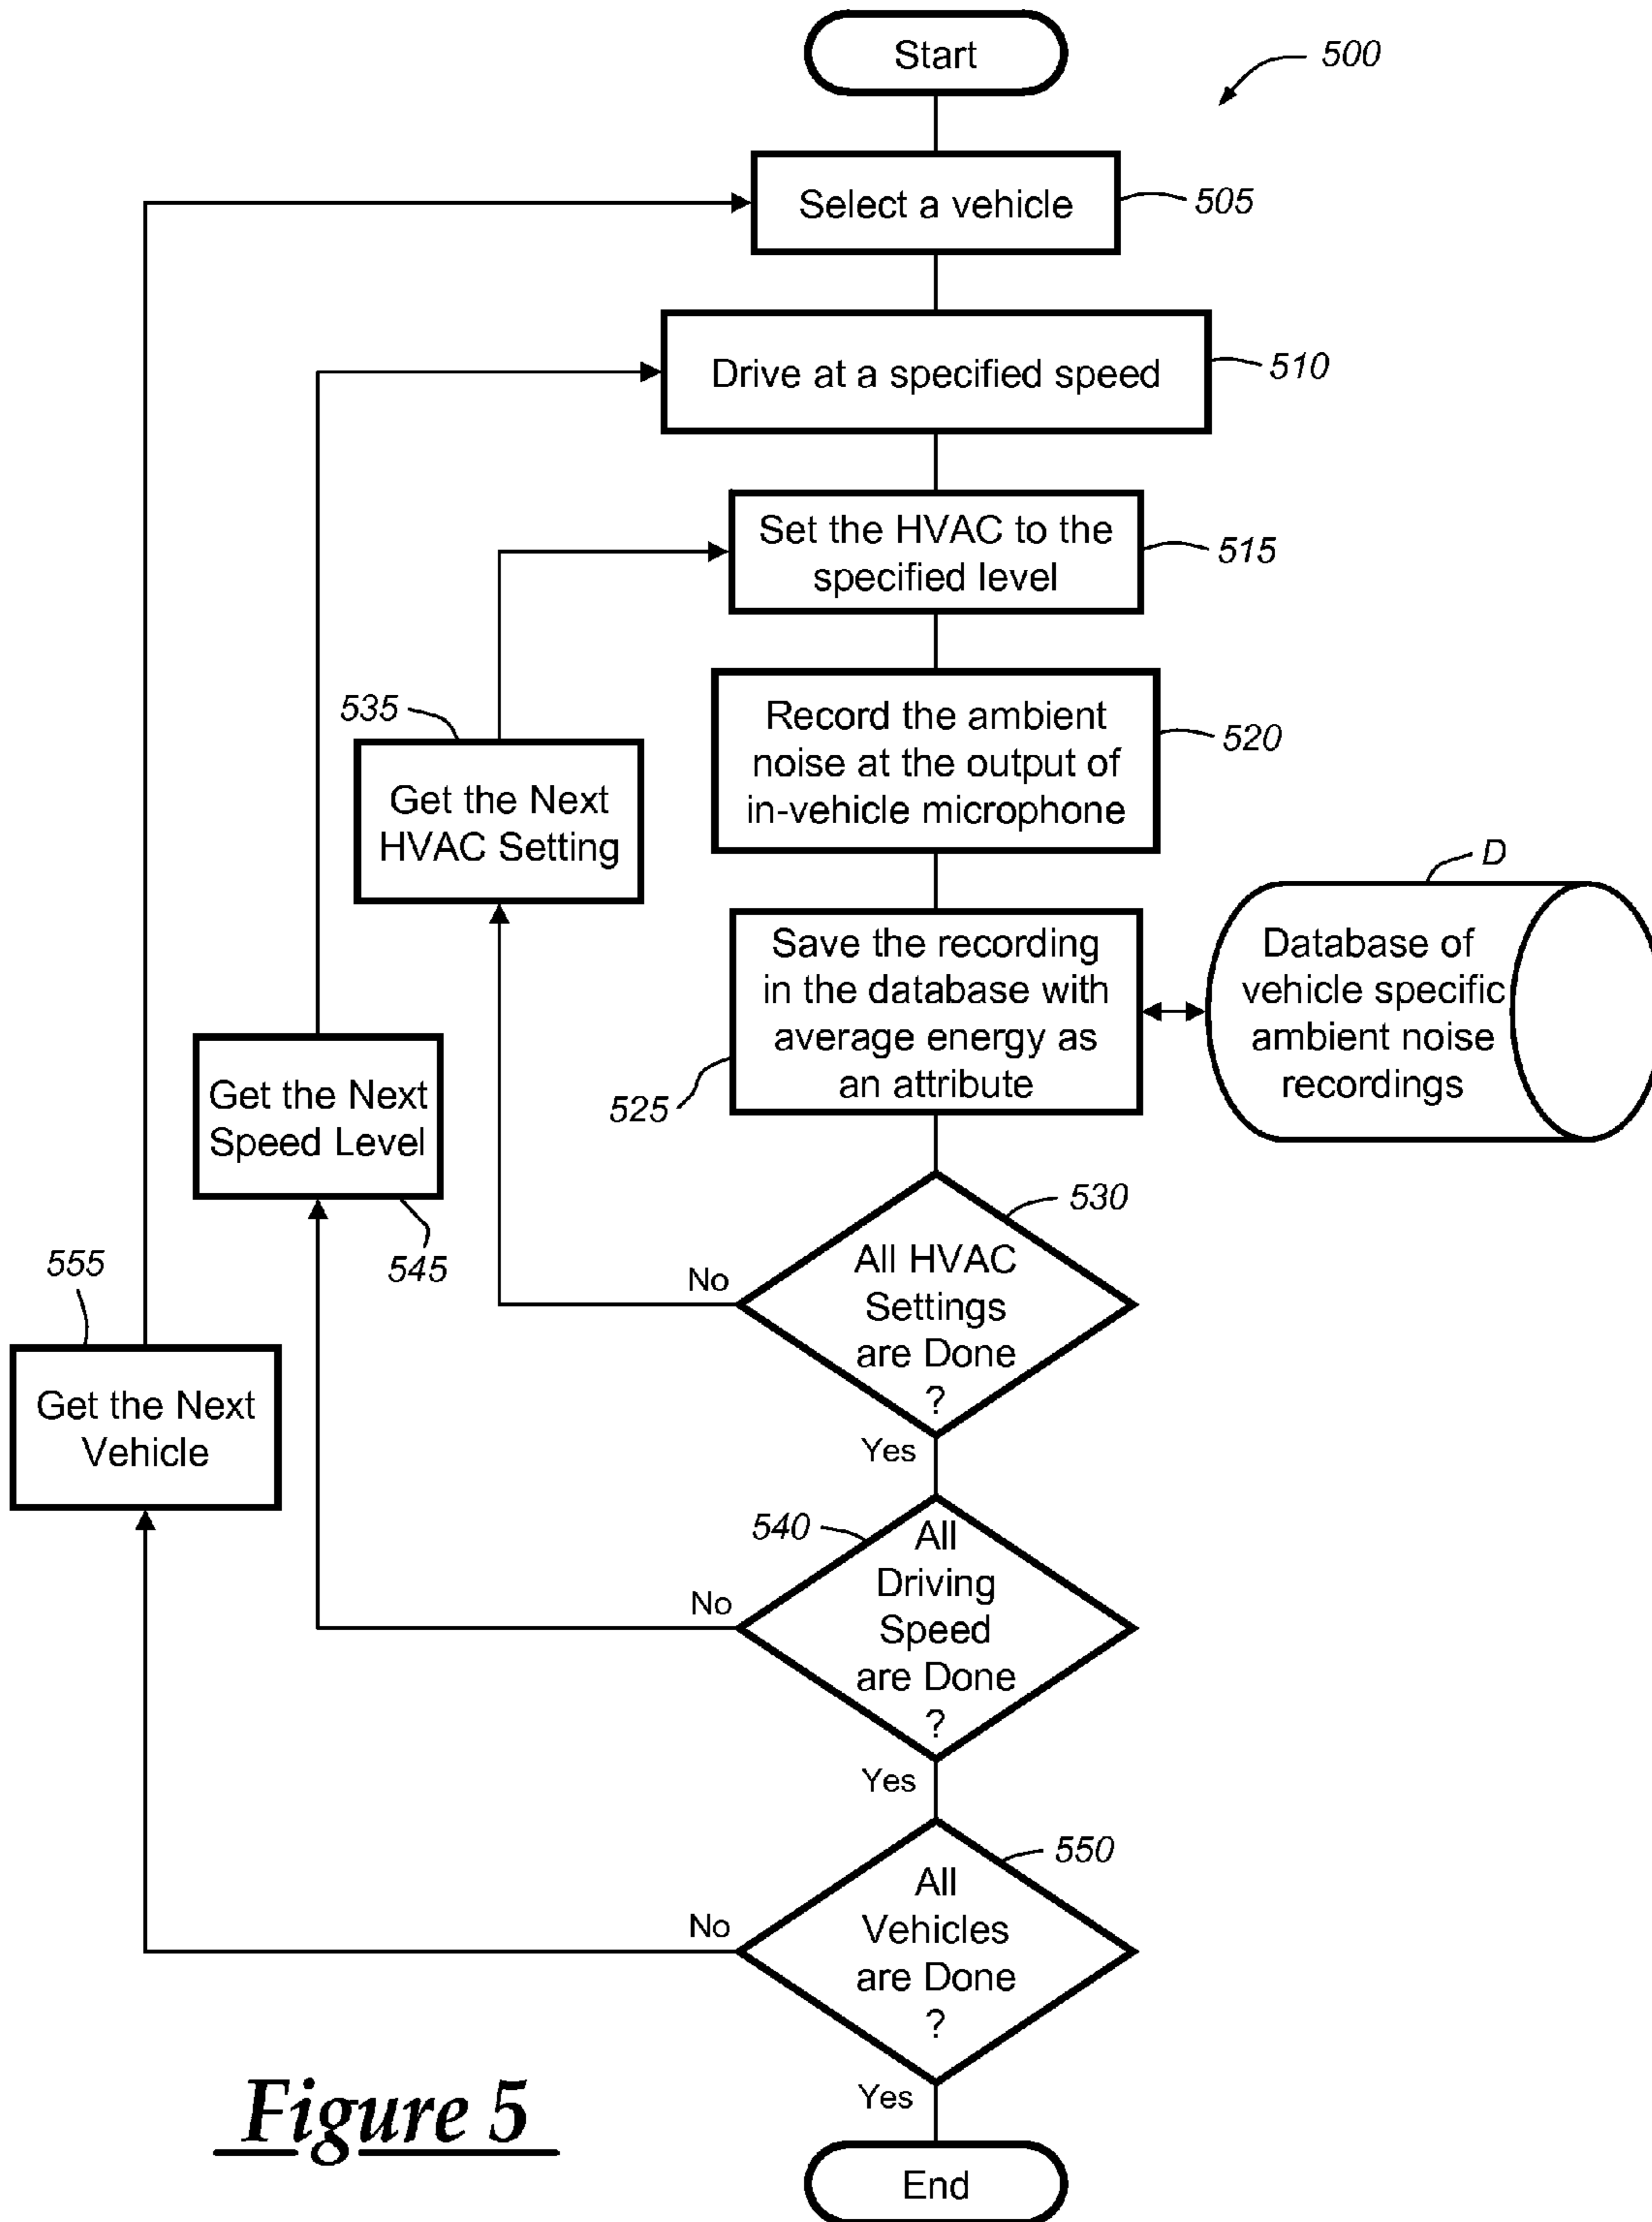 Start
500
Select a vehicle
505
Drive at a specified speed
510
Set the HVAC to the
specified level
515
535
Record the ambient
noise at the output of
in-vehicle microphone
520
Get the Next
HVAC Setting
D
Save the recording
in the database with
average energy as
an attribute
525
Database of
vehicle specific
ambient noise
recordings
Get the Next
Speed Level
545
530
All HVAC
Settings
are Done
?
No
Yes
555
Get the Next
Vehicle
540
All
Driving
Speed
are Done
?
No
Yes
550
All
Vehicles
are Done
?
No
Yes
End
Figure 5